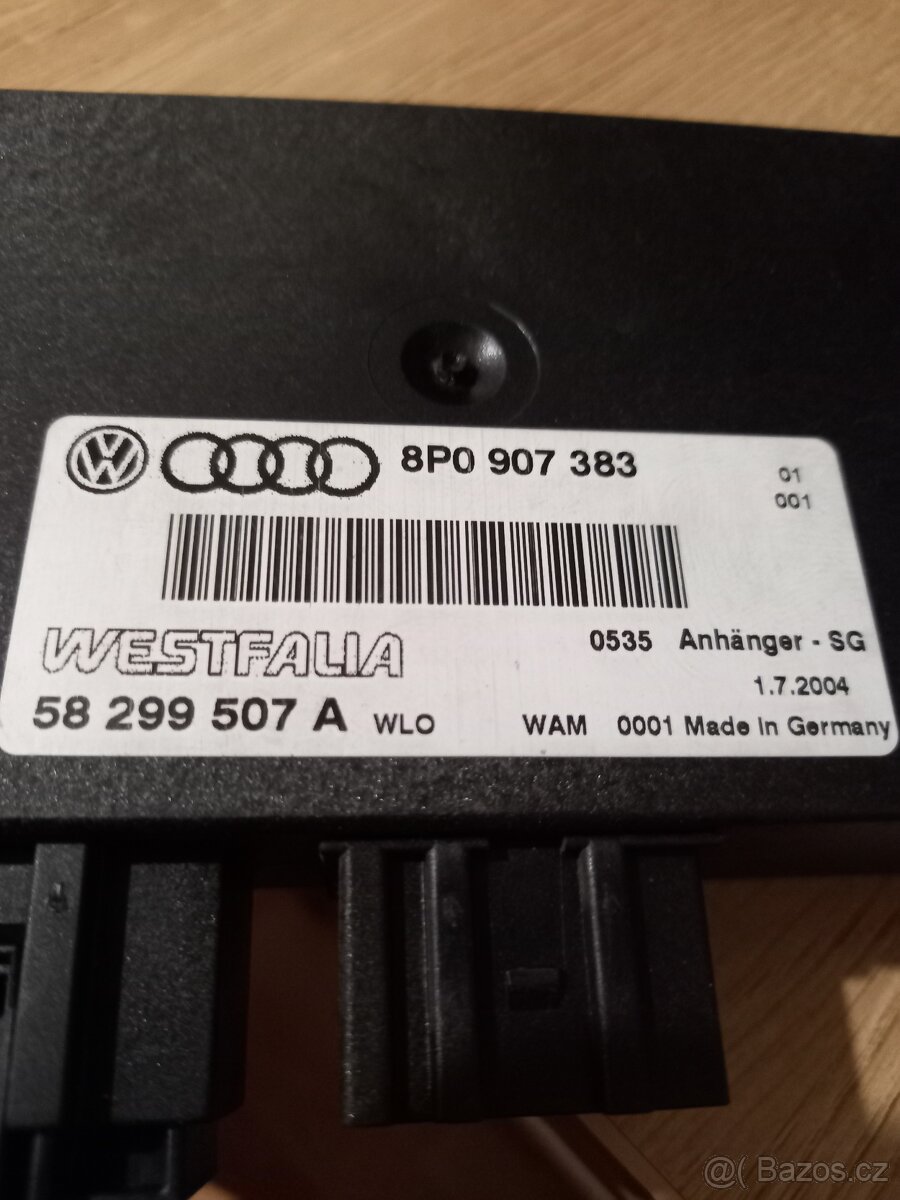 8P0 907 383
01
001
WESTFALIA
0535 Anhänger - SG
1.7.2004
58 299 507 A WLO WAM 0001 Made in Germany
@( Bazos.cz